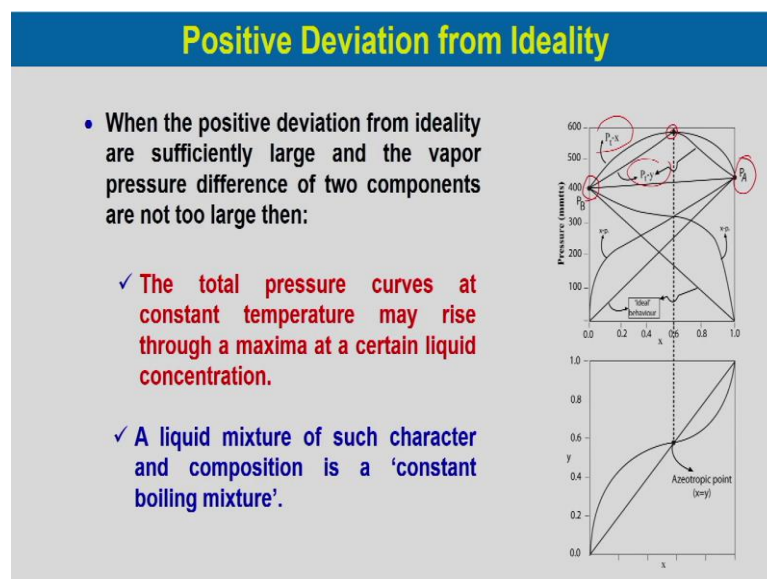 Positive Deviation from Ideality
• When the positive deviation from ideality
are sufficiently large and the vapor
pressure difference of two components
are not too large then:
✓ The total pressure curves at
constant temperature may rise
through a maxima at a certain liquid
concentration.
✓ A liquid mixture of such character
and composition is a ‘constant
boiling mixture’.
600
Pt-x
500
PA
Pt-y
400
PB
Pressure (mmHs)
300
x-p.
x-p.
200
100
'Ideal'
behaviour
0.0 0.2 0.4 0.6 0.8 1.0
x
1.0
0.8
0.6
y
Azeotropic point
(x=y)
0.4
0.2
0.0
x